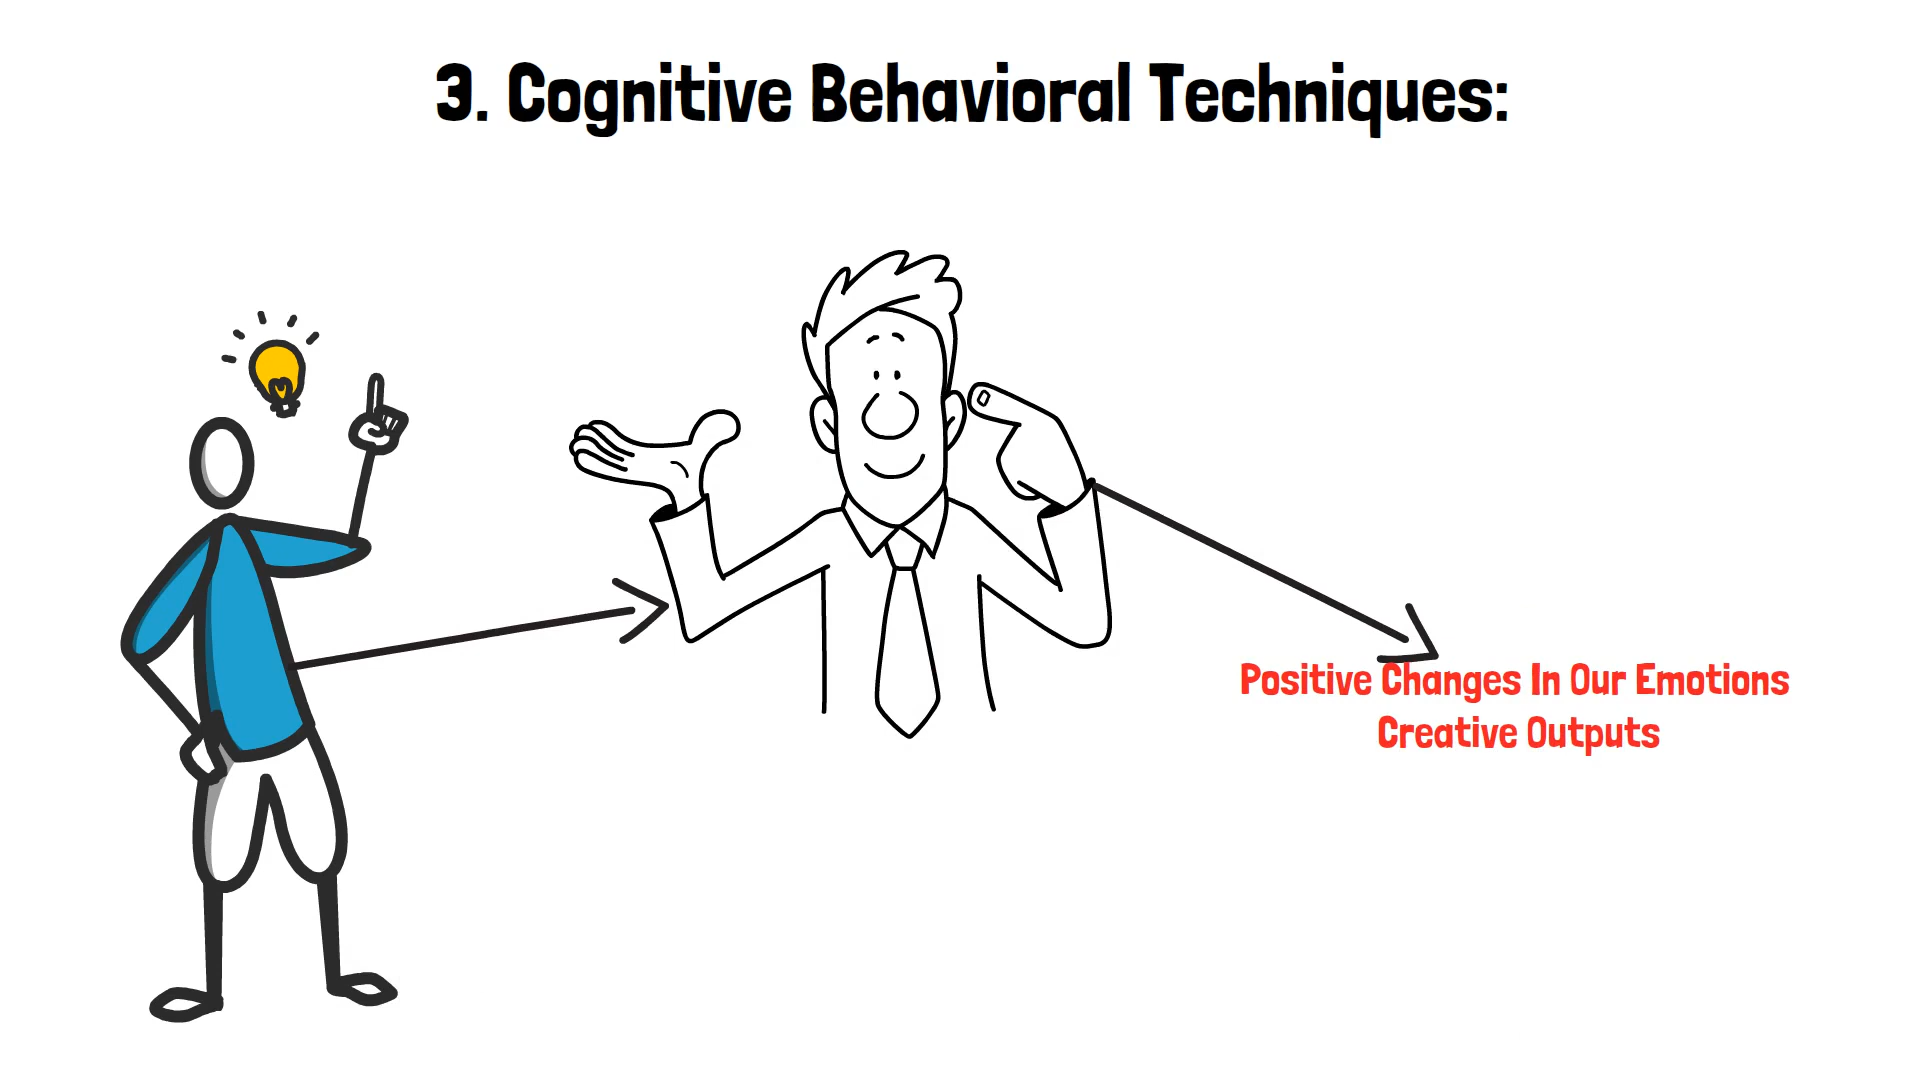 3. Cognitive Behavioral Techniques:
Positive Changes In Our Emotions
Creative Outputs